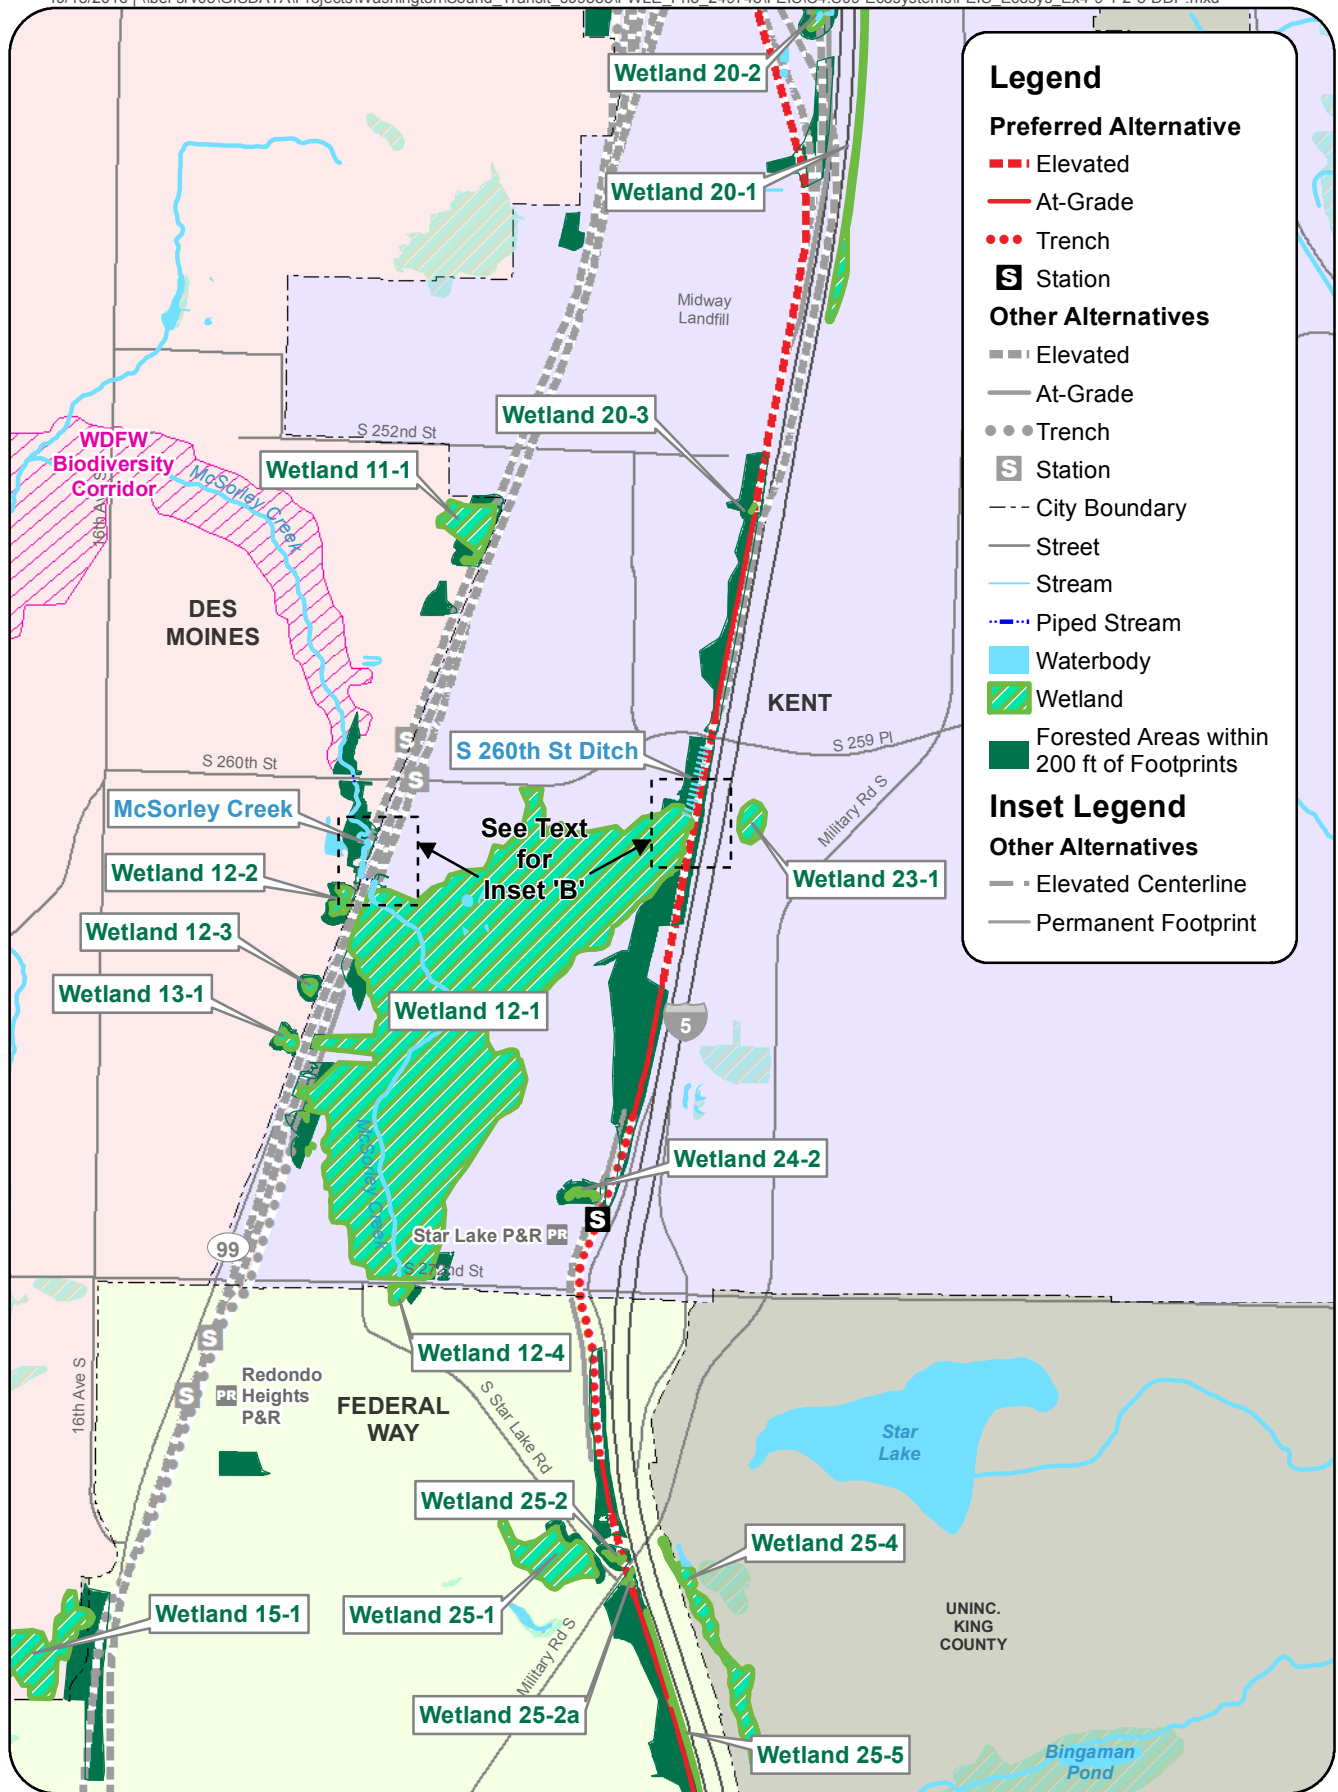 Wetland 20-2
Wetland 20-1
Midway
Landfill
Legend
Preferred Alternative
Elevated
At-Grade
Trench
S Station
Other Alternatives
Elevated
At-Grade
Trench
S Station
City Boundary
Street
Stream
Piped Stream
Waterbody
Wetland
Forested Areas within
200 ft of Footprints
Inset Legend
Other Alternatives
Elevated Centerline
Permanent Footprint
Wetland 20-3
S 252nd St
WDFW
Biodiversity
Corridor
Wetland 11-1
McSorley Creek
16th Ave S
DES
MOINES
KENT
S
S 260th St Ditch
S 259 Pl
S 260th St
S
McSorley Creek
See Text
for
Inset 'B'
Military Rd S
Wetland 12-2
Wetland 23-1
Wetland 12-3
Wetland 13-1
Wetland 12-1
5
McSorley Creek
Wetland 24-2
S
Star Lake P&R PR
99
S 272nd St
S
Wetland 12-4
16th Ave S
S
PR
Redondo
Heights
P&R
FEDERAL
WAY
S Star Lake Rd
Star
Lake
Wetland 25-2
Wetland 25-4
Wetland 15-1
Wetland 25-1
UNINC.
KING
COUNTY
Military Rd S
Wetland 25-2a
Wetland 25-5
Bingaman
Pond